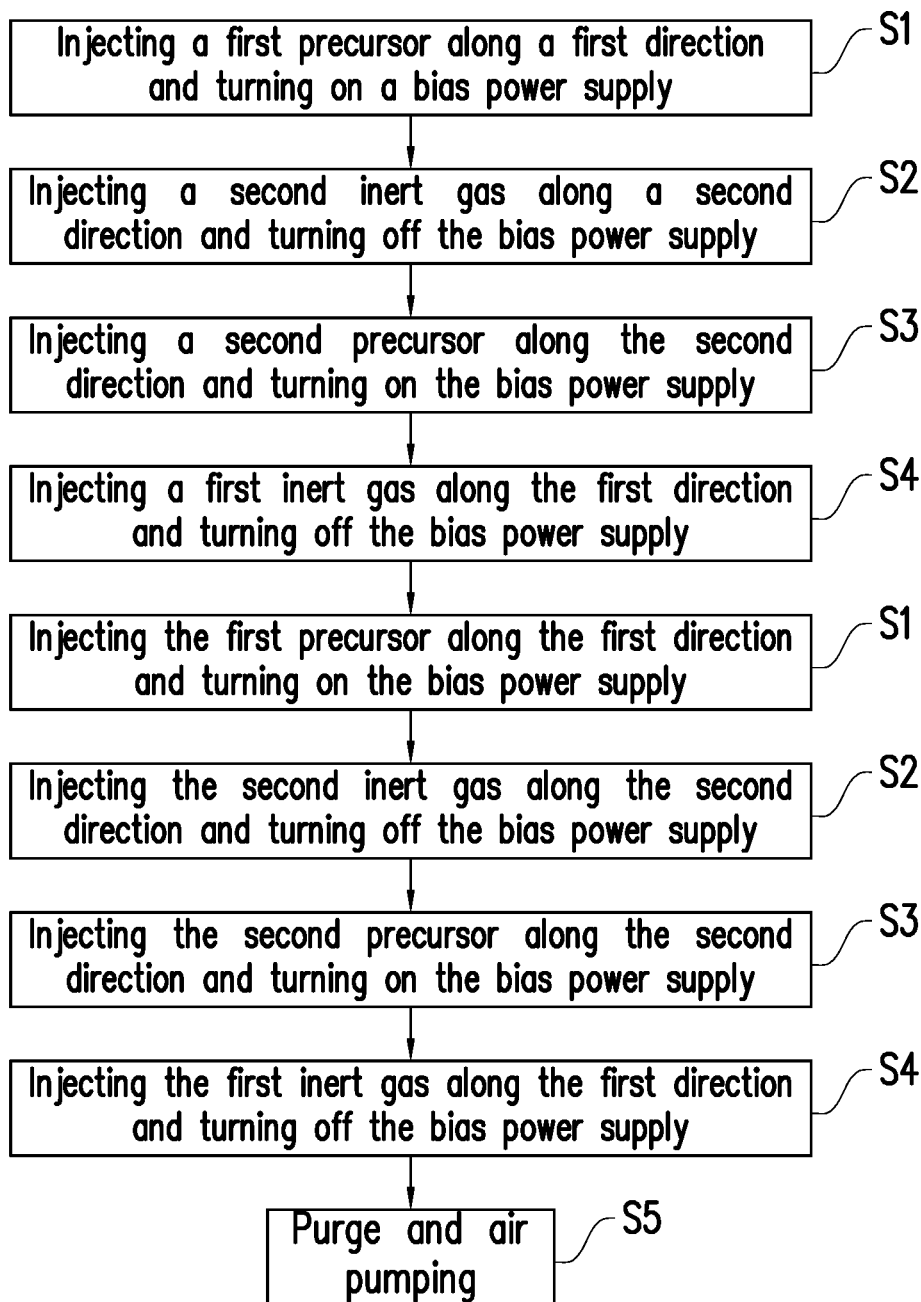 Injecting a first precursor along a first direction
and turning on a bias power supply
S1
Injecting a second inert gas along a second
direction and turning off the bias power supply
S2
Injecting a second precursor along the second
direction and turning on the bias power supply
S3
Injecting a first inert gas along the first direction
and turning off the bias power supply
S4
Injecting the first precursor along the first direction
and turning on the bias power supply
S1
Injecting the second inert gas along the second
direction and turning off the bias power supply
S2
Injecting the second precursor along the second
direction and turning on the bias power supply
S3
Injecting the first inert gas along the first direction
and turning off the bias power supply
S4
Purge and air
pumping
S5